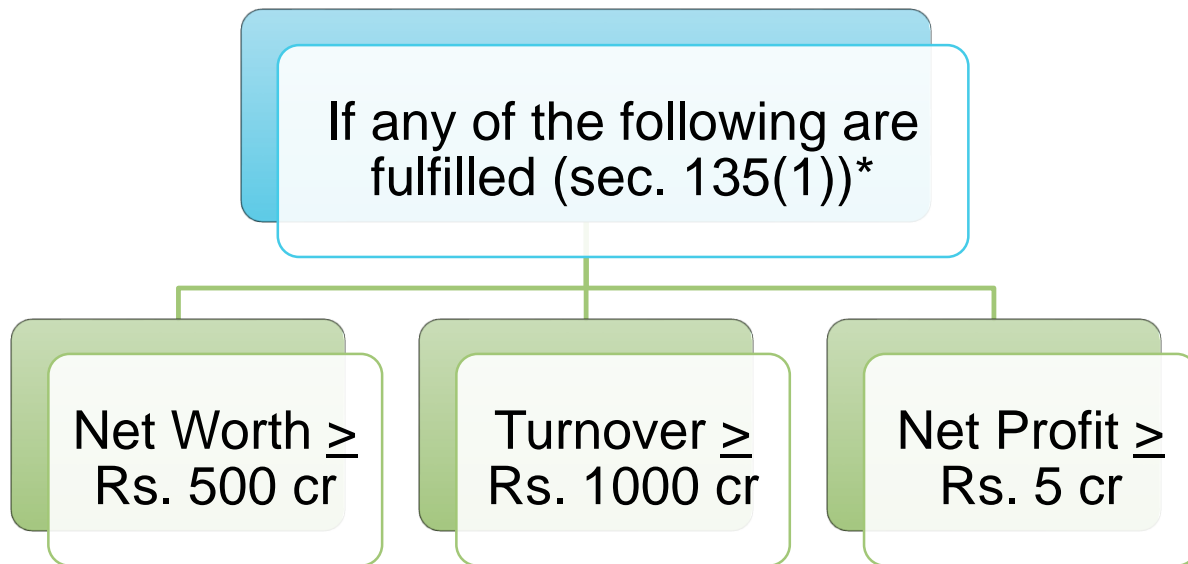 If any of the following are
fulfilled (sec. 135(1))*
Net Worth ≥
Rs. 500 cr
Turnover ≥
Rs. 1000 cr
Net Profit ≥
Rs. 5 cr